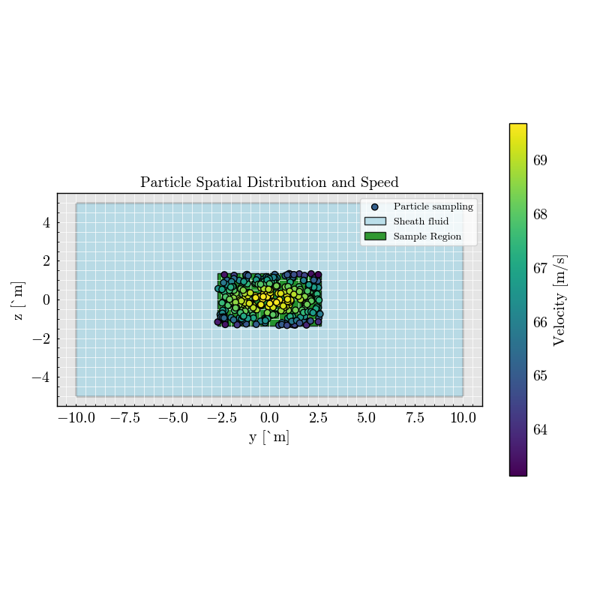 Particle Spatial Distribution and Speed
Particle sampling
Sheath fluid
Sample Region
4
2
0
−2
−4
z [`m]
−10.0 −7.5 −5.0 −2.5 0.0 2.5 5.0 7.5 10.0
y [`m]
69
68
67
66
65
64
Velocity [m/s]